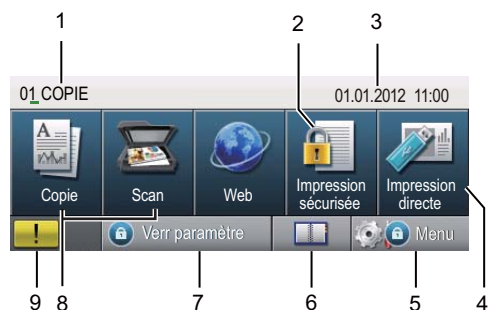 1 2 3
01 COPIE 01.01.2012 11:00
Copie Scan Web Impression sécurisée Impression directe
Verr paramètre Menu
9 8 7 6 5 4